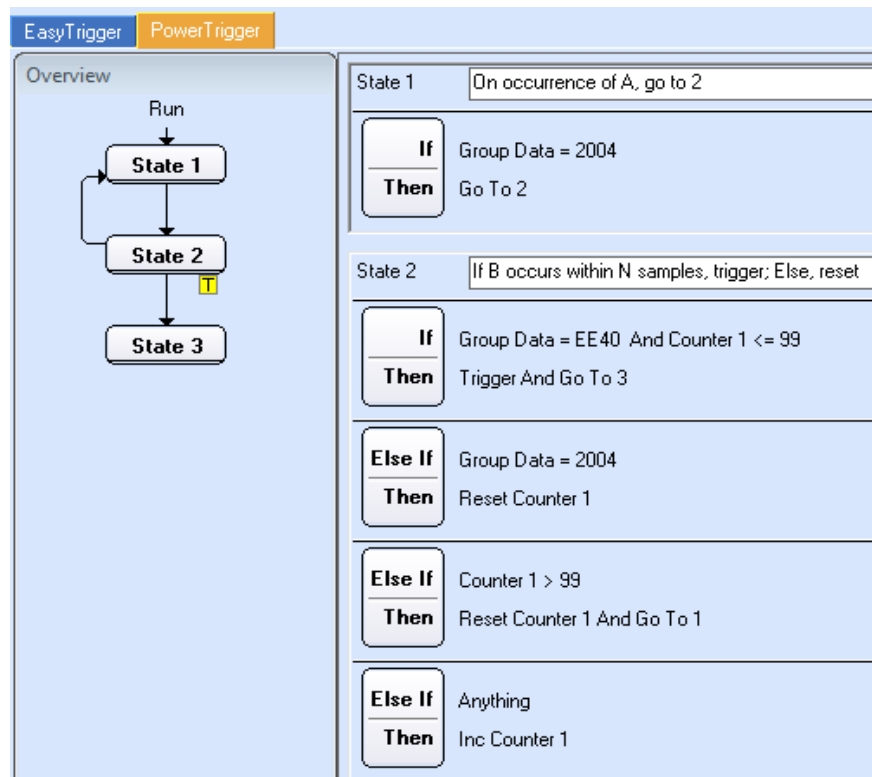 EasyTrigger PowerTrigger
Overview
Run
State 1
State 2
T
State 3
State 1 On occurrence of A, go to 2
If Group Data = 2004
Then Go To 2
State 2 If B occurs within N samples, trigger; Else, reset
If Group Data = EE40 And Counter 1 <= 99
Then Trigger And Go To 3
Else If Group Data = 2004
Then Reset Counter 1
Else If Counter 1 > 99
Then Reset Counter 1 And Go To 1
Else If Anything
Then Inc Counter 1